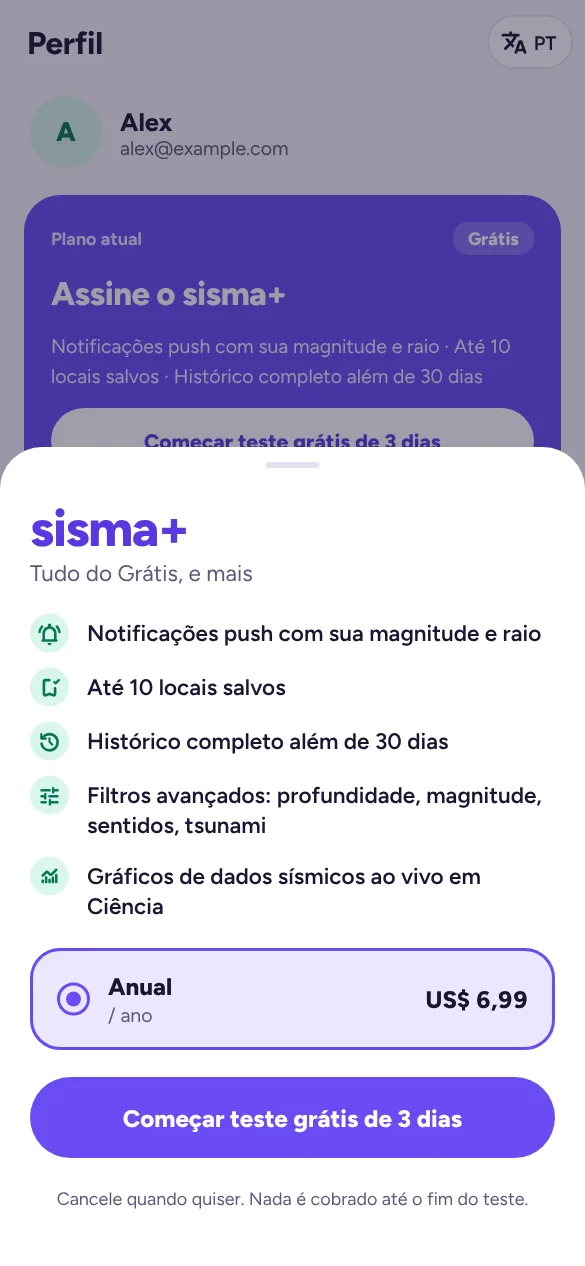 Perfil
PT
A
Alex
alex@example.com
Plano atual
Grátis
Assine o sisma+
Notificações push com sua magnitude e raio · Até 10
locais salvos · Histórico completo além de 30 dias
Começar teste grátis de 3 dias
sisma+
Tudo do Grátis, e mais
Notificações push com sua magnitude e raio
Até 10 locais salvos
Histórico completo além de 30 dias
Filtros avançados: profundidade, magnitude,
sentidos, tsunami
Gráficos de dados sísmicos ao vivo em
Ciência
Anual
/ ano
US$ 6,99
Começar teste grátis de 3 dias
Cancele quando quiser. Nada é cobrado até o fim do teste.